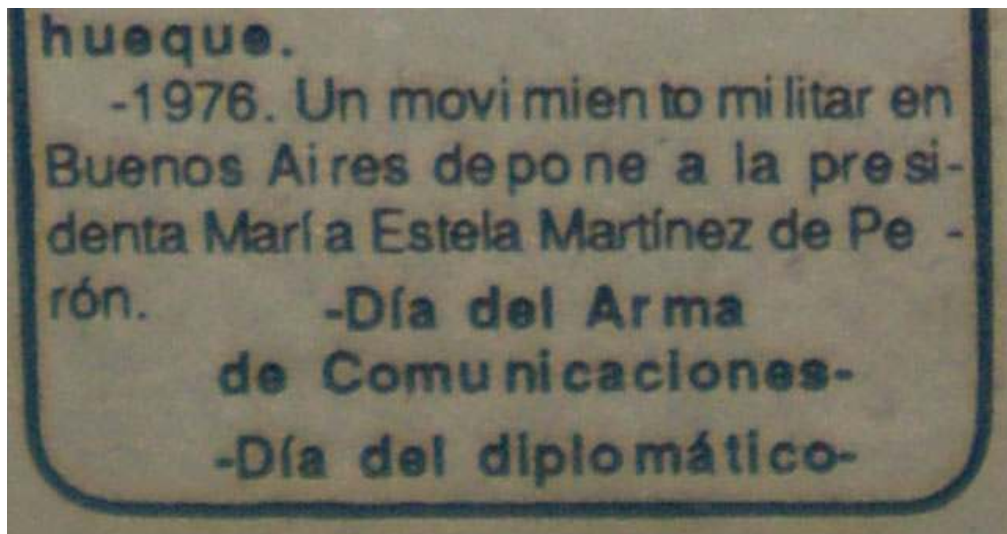 hueque.
-1976. Un movimiento militar en
Buenos Aires depone a la presi-
denta María Estela Martínez de Pe -
rón. -Día del Arma
de Comunicaciones-
-Día del diplomático-